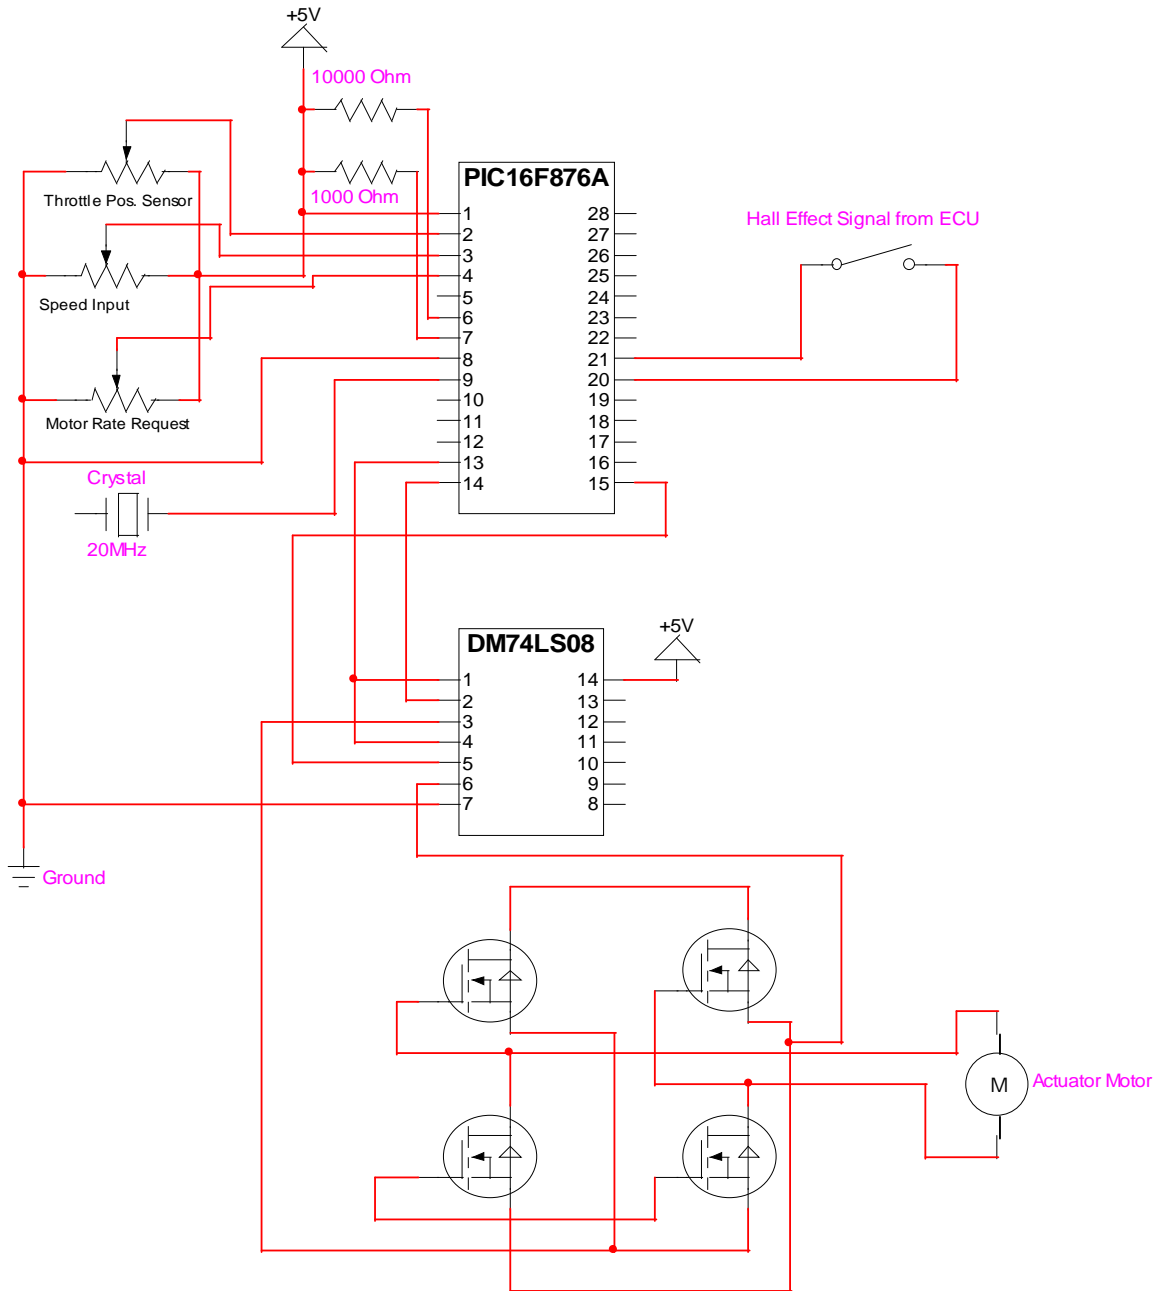 +5V
10000 Ohm
1000 Ohm
Throttle Pos. Sensor
Speed Input
Motor Rate Request
Crystal
20MHz
PIC16F876A
1 28
2 27
3 26
4 25
5 24
6 23
7 22
8 21
9 20
10 19
11 18
12 17
13 16
14 15
Hall Effect Signal from ECU
+5V
DM74LS08
1 14
2 13
3 12
4 11
5 10
6 9
7 8
Ground
M
Actuator Motor